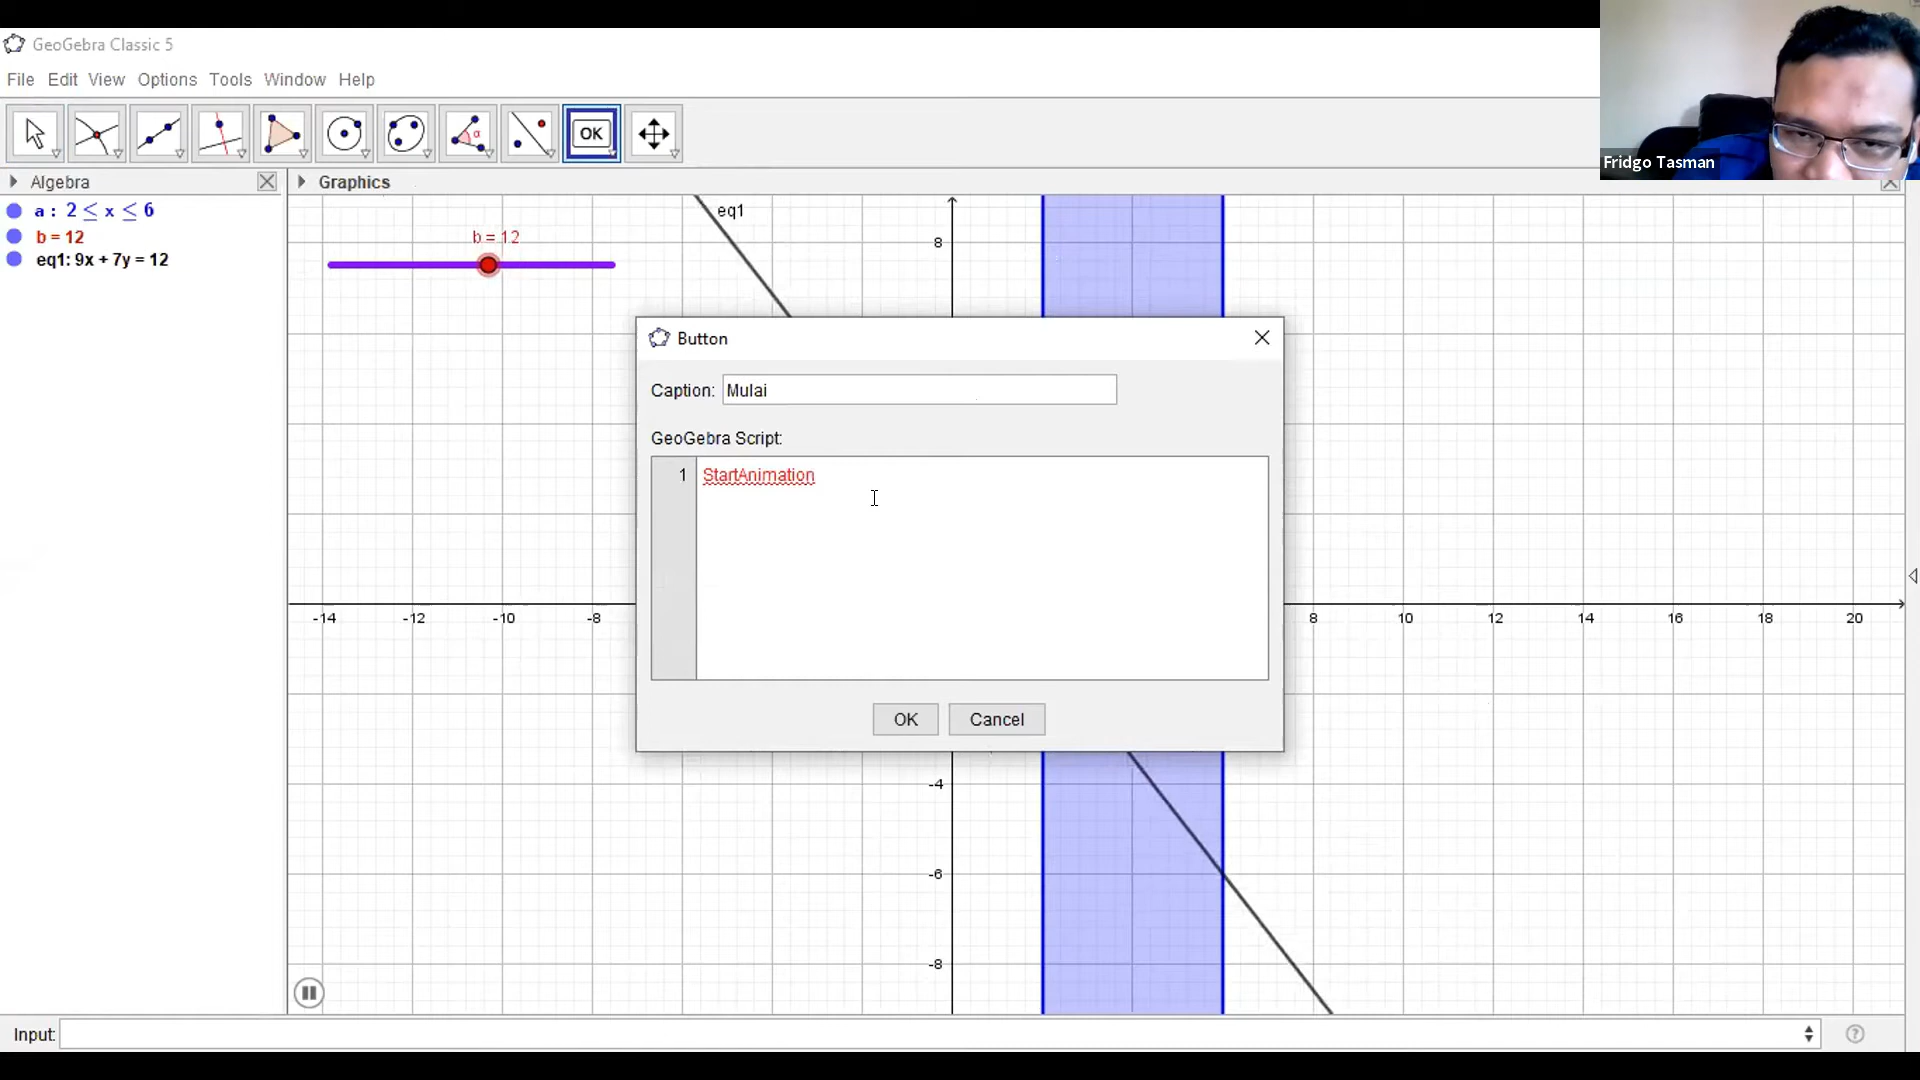 GeoGebra Classic 5
File Edit View Options Tools Window Help
OK
Fridgo Tasman
Algebra
Graphics
a : 2 ≤ x ≤ 6
b = 12
eq1: 9x + 7y = 12
b = 12
eq1
8
Button
Caption: Mulai
GeoGebra Script:
1 StartAnimation
OK Cancel
-14 -12 -10 -8 8 10 12 14 16 18 20
-4
-6
-8
Input: